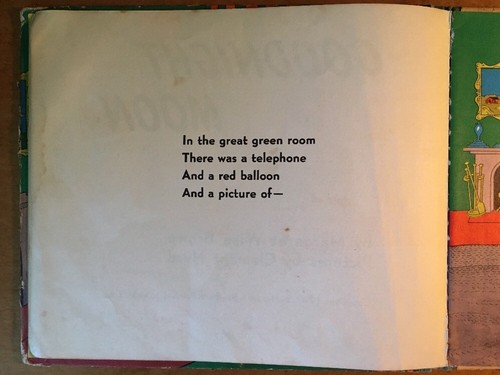 In the great green room
There was a telephone
And a red balloon
And a picture of—